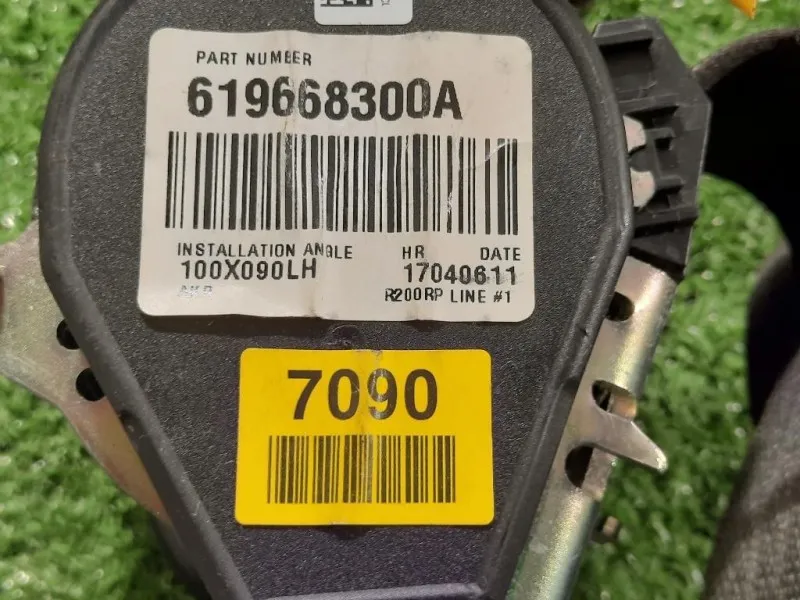 PART NUMBER
619668300A
INSTALLATION ANGLE HR DATE
100X090LH 17040611
R200RP LINE #1
7090